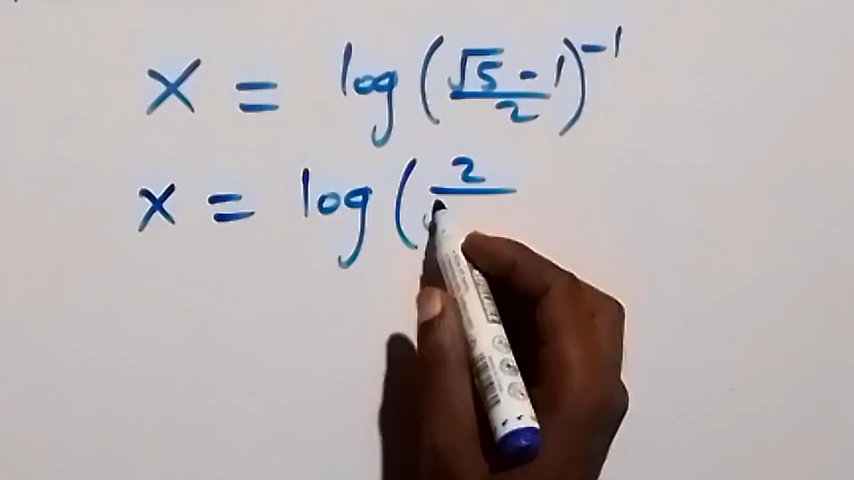 x = log((√5 - 1)/2)^-1
x = log(2/